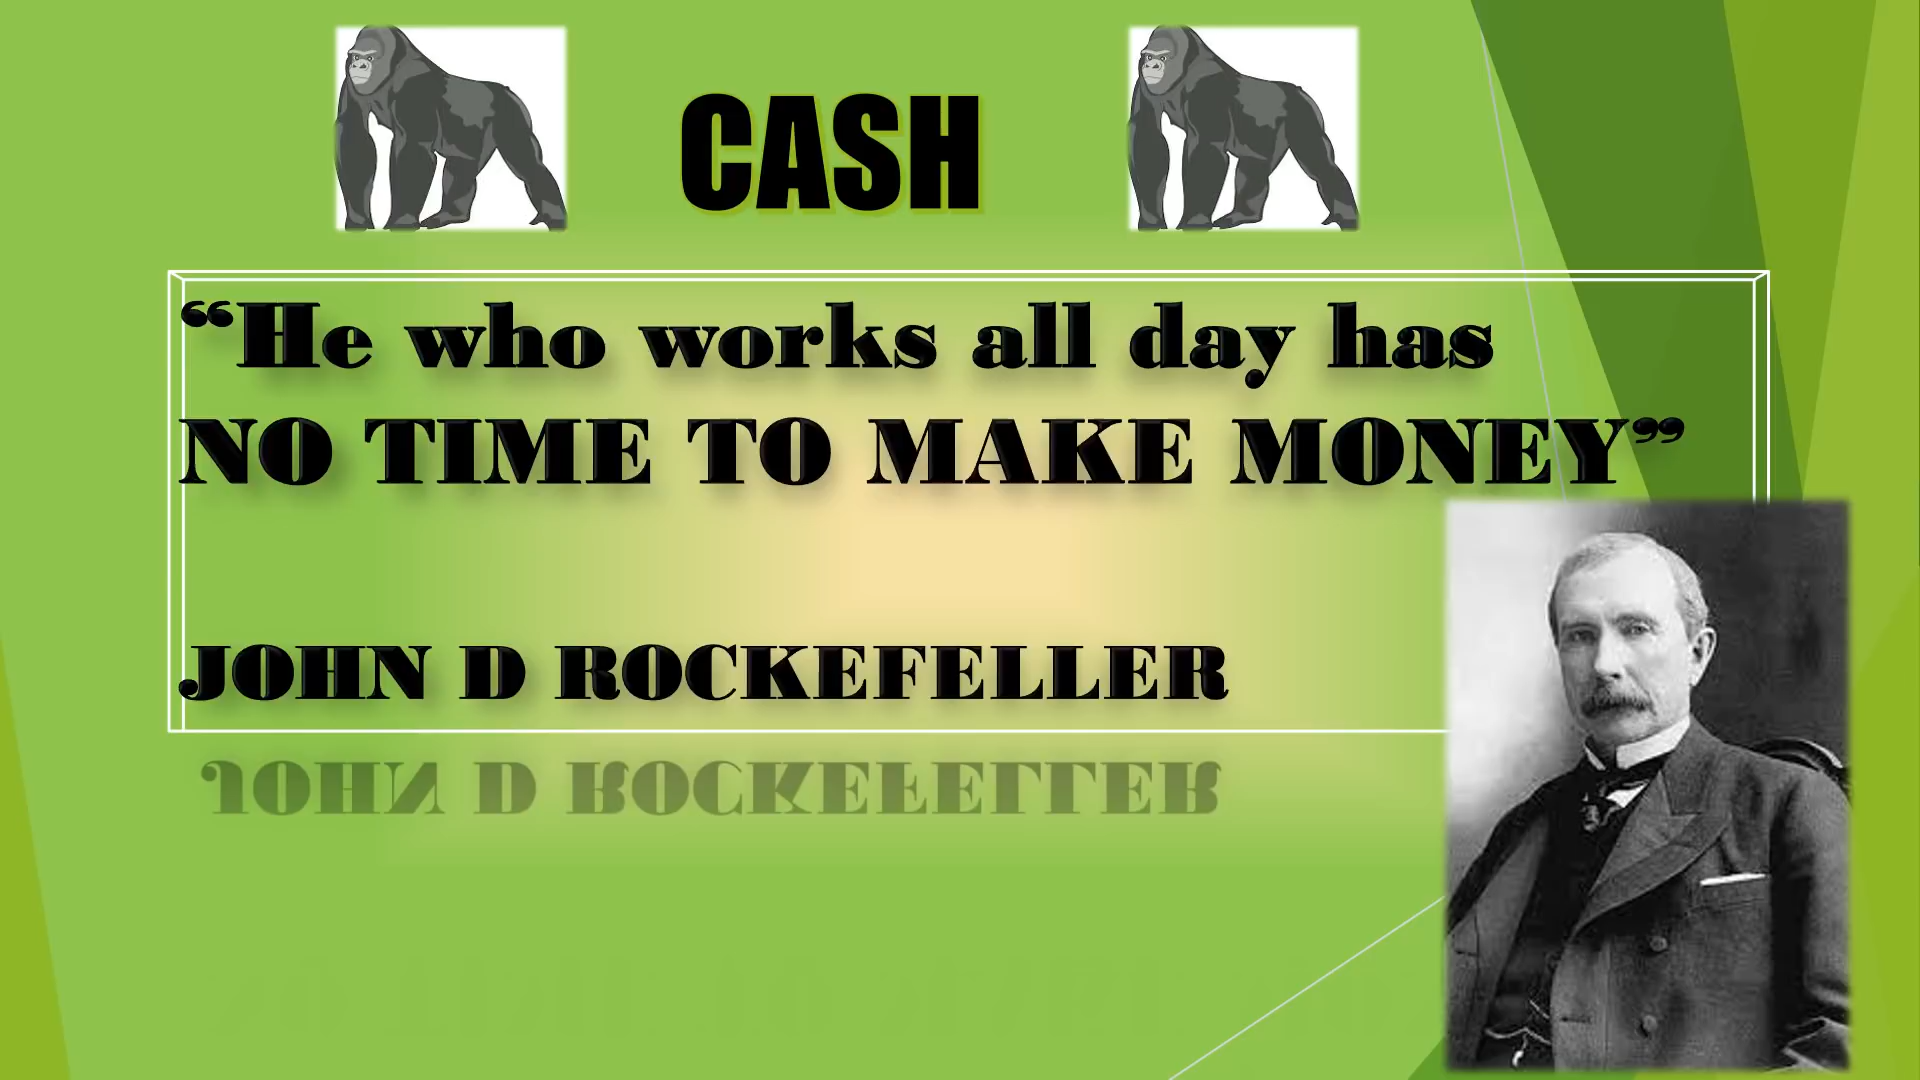 CASH
“He who works all day has
NO TIME TO MAKE MONEY”
JOHN D ROCKEFELLER